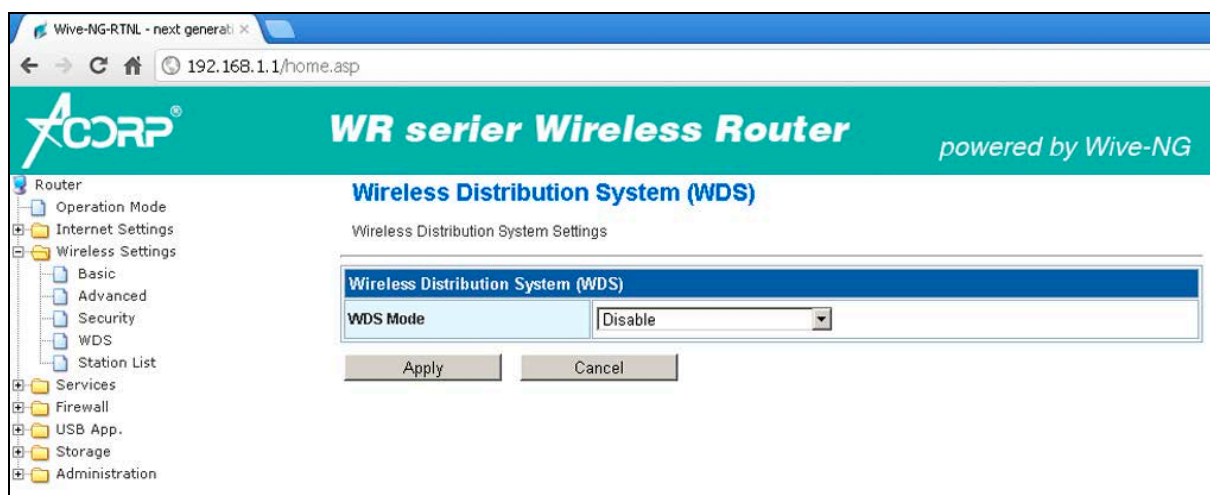 Wive-NG-RTNL - next generati
192.168.1.1/home.asp
ACORP®
WR serier Wireless Router
powered by Wive-NG
Router
Operation Mode
Internet Settings
Wireless Settings
Basic
Advanced
Security
WDS
Station List
Services
Firewall
USB App.
Storage
Administration
Wireless Distribution System (WDS)
Wireless Distribution System Settings
Wireless Distribution System (WDS)
WDS Mode Disable
Apply Cancel